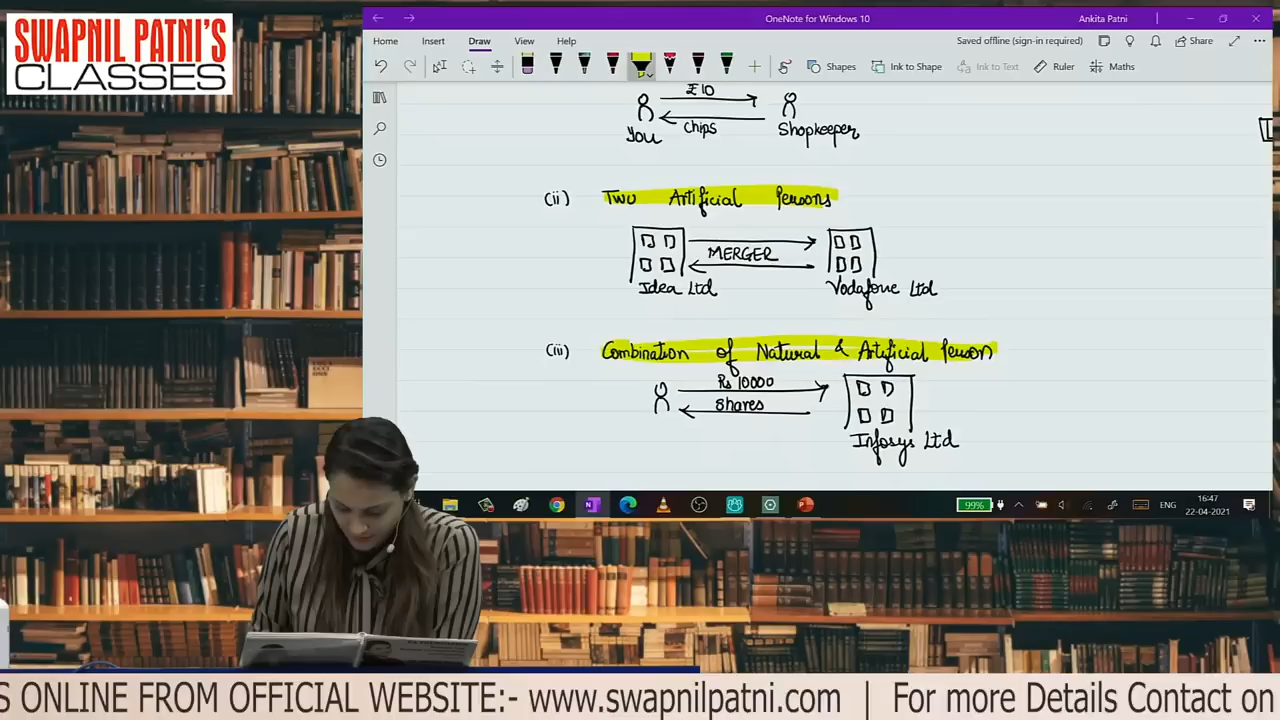 SWAPNIL PATNI'S
CLASSES
OneNote for Windows 10
Ankita Patni
Home Insert Draw View Help
Saved offline (sign-in required)
Share
Shapes
Ink to Shape
Ink to Text
Ruler
Maths
₹10
Chips
You
Shopkeeper
(ii) Two Artificial Persons
MERGER
Idea Ltd
Vodafone Ltd
(iii) Combination of Natural & Artificial Person
Rs 10000
Shares
Infosys Ltd
99%
ENG
16:47
22-04-2021
S ONLINE FROM OFFICIAL WEBSITE:- www.swapnilpatni.com | For more Details Contact on